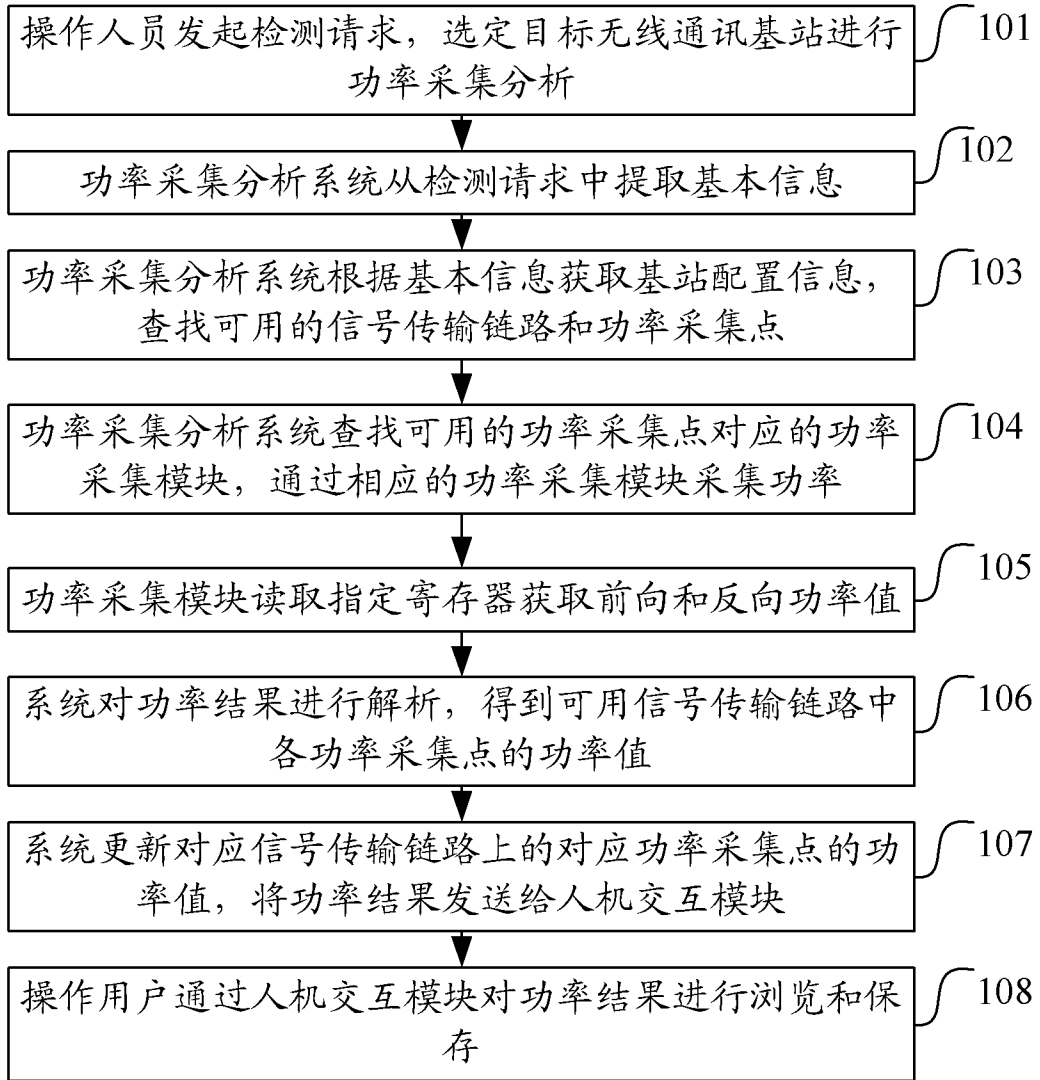 操作人员发起检测请求，选定目标无线通讯基站进行
功率采集分析
101
功率采集分析系统从检测请求中提取基本信息
102
功率采集分析系统根据基本信息获取基站配置信息，
查找可用的信号传输链路和功率采集点
103
功率采集分析系统查找可用的功率采集点对应的功率
采集模块，通过相应的功率采集模块采集功率
104
功率采集模块读取指定寄存器获取前向和反向功率值
105
系统对功率结果进行解析，得到可用信号传输链路中
各功率采集点的功率值
106
系统更新对应信号传输链路上的对应功率采集点的功
率值，将功率结果发送给人机交互模块
107
操作用户通过人机交互模块对功率结果进行浏览和保
存
108